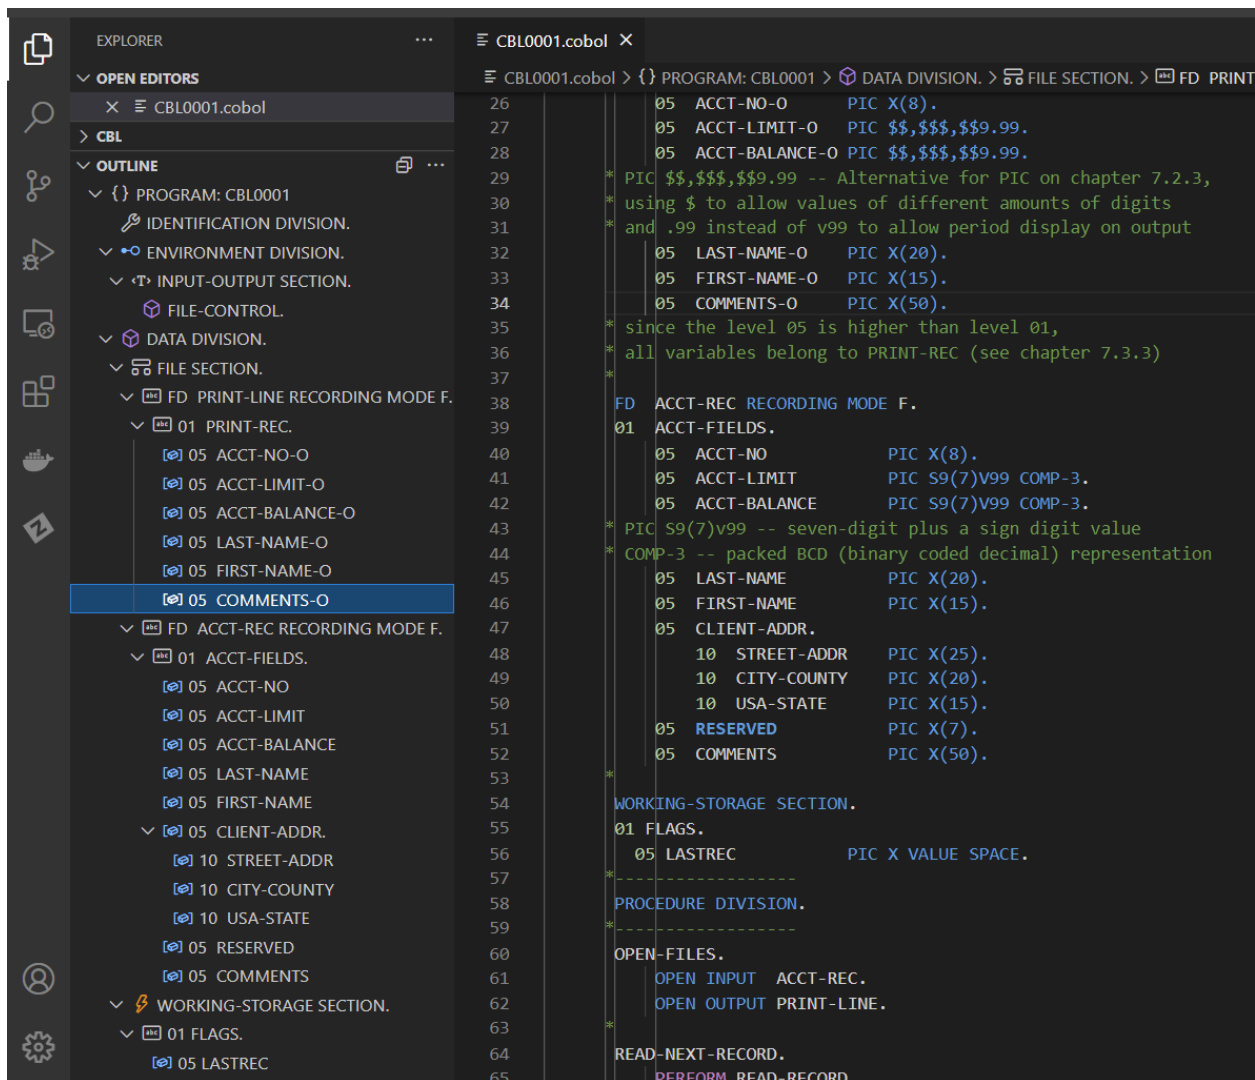 EXPLORER
OPEN EDITORS
CBL0001.cobol
CBL
OUTLINE
{} PROGRAM: CBL0001
IDENTIFICATION DIVISION.
ENVIRONMENT DIVISION.
INPUT-OUTPUT SECTION.
FILE-CONTROL.
DATA DIVISION.
FILE SECTION.
FD PRINT-LINE RECORDING MODE F.
01 PRINT-REC.
05 ACCT-NO-O
05 ACCT-LIMIT-O
05 ACCT-BALANCE-O
05 LAST-NAME-O
05 FIRST-NAME-O
05 COMMENTS-O
FD ACCT-REC RECORDING MODE F.
01 ACCT-FIELDS.
05 ACCT-NO
05 ACCT-LIMIT
05 ACCT-BALANCE
05 LAST-NAME
05 FIRST-NAME
05 CLIENT-ADDR.
10 STREET-ADDR
10 CITY-COUNTY
10 USA-STATE
05 RESERVED
05 COMMENTS
WORKING-STORAGE SECTION.
01 FLAGS.
05 LASTREC
CBL0001.cobol
CBL0001.cobol > {} PROGRAM: CBL0001 > DATA DIVISION. > FILE SECTION. > FD PRINT
26 05 ACCT-NO-O PIC X(8).
27 05 ACCT-LIMIT-O PIC $$,$$$,$$9.99.
28 05 ACCT-BALANCE-O PIC $$,$$$,$$9.99.
29 * PIC $$,$$$,$$9.99 -- Alternative for PIC on chapter 7.2.3,
30 * using $ to allow values of different amounts of digits
31 * and .99 instead of v99 to allow period display on output
32 05 LAST-NAME-O PIC X(20).
33 05 FIRST-NAME-O PIC X(15).
34 05 COMMENTS-O PIC X(50).
35 * since the level 05 is higher than level 01,
36 * all variables belong to PRINT-REC (see chapter 7.3.3)
37 *
38 FD ACCT-REC RECORDING MODE F.
39 01 ACCT-FIELDS.
40 05 ACCT-NO PIC X(8).
41 05 ACCT-LIMIT PIC S9(7)V99 COMP-3.
42 05 ACCT-BALANCE PIC S9(7)V99 COMP-3.
43 * PIC S9(7)v99 -- seven-digit plus a sign digit value
44 * COMP-3 -- packed BCD (binary coded decimal) representation
45 05 LAST-NAME PIC X(20).
46 05 FIRST-NAME PIC X(15).
47 05 CLIENT-ADDR.
48 10 STREET-ADDR PIC X(25).
49 10 CITY-COUNTY PIC X(20).
50 10 USA-STATE PIC X(15).
51 05 RESERVED PIC X(7).
52 05 COMMENTS PIC X(50).
53 *
54 WORKING-STORAGE SECTION.
55 01 FLAGS.
56 05 LASTREC PIC X VALUE SPACE.
57 *------------------
58 PROCEDURE DIVISION.
59 *------------------
60 OPEN-FILES.
61 OPEN INPUT ACCT-REC.
62 OPEN OUTPUT PRINT-LINE.
63 *
64 READ-NEXT-RECORD.
65 PERFORM READ-RECORD